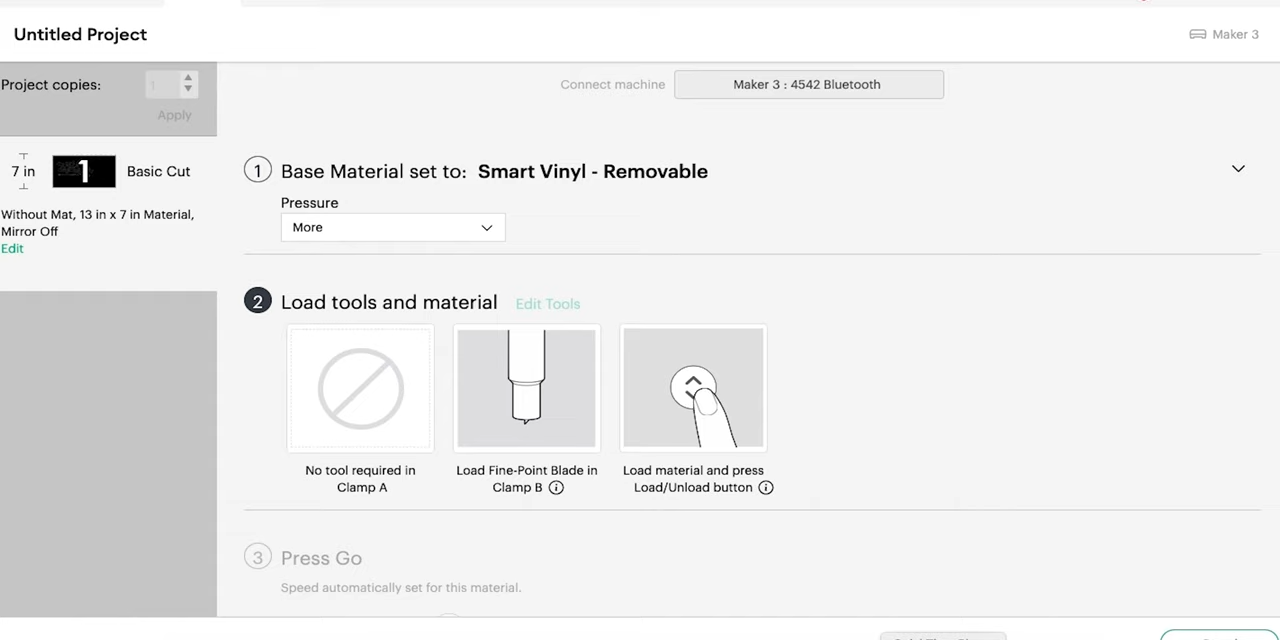 Untitled Project
Maker 3
Project copies:
1
Apply
Connect machine
Maker 3 : 4542 Bluetooth
7 in
1
Basic Cut
Without Mat, 13 in x 7 in Material,
Mirror Off
Edit
1
Base Material set to: Smart Vinyl - Removable
Pressure
More
2
Load tools and material
Edit Tools
No tool required in
Clamp A
Load Fine-Point Blade in
Clamp B
Load material and press
Load/Unload button
3
Press Go
Speed automatically set for this material.